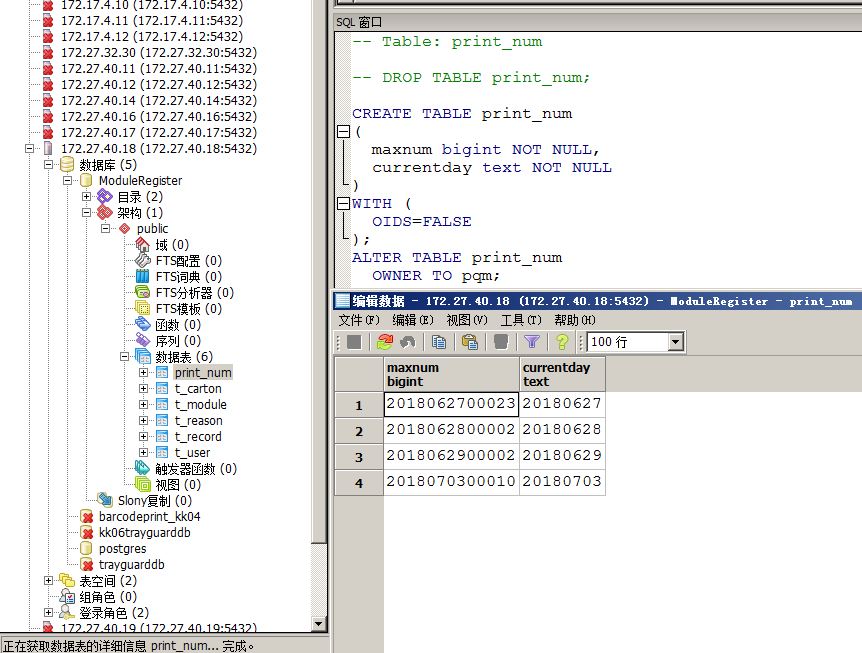 172.17.4.10 (172.17.4.10:5432)
172.17.4.11 (172.17.4.11:5432)
172.17.4.12 (172.17.4.12:5432)
172.27.32.30 (172.27.32.30:5432)
172.27.40.11 (172.27.40.11:5432)
172.27.40.12 (172.27.40.12:5432)
172.27.40.14 (172.27.40.14:5432)
172.27.40.16 (172.27.40.16:5432)
172.27.40.17 (172.27.40.17:5432)
172.27.40.18 (172.27.40.18:5432)
数据库 (5)
ModuleRegister
目录 (2)
架构 (1)
public
域 (0)
FTS配置 (0)
FTS词典 (0)
FTS分析器 (0)
FTS模板 (0)
函数 (0)
序列 (0)
数据表 (6)
print_num
t_carton
t_module
t_reason
t_record
t_user
触发器函数 (0)
视图 (0)
Slony复制 (0)
barcodeprint_kk04
kk06trayguarddb
postgres
trayguarddb
表空间 (2)
组角色 (0)
登录角色 (2)
172.27.40.19 (172.27.40.19:5432)
正在获取数据表的详细信息 print_num... 完成。
SQL 窗口
-- Table: print_num
-- DROP TABLE print_num;
CREATE TABLE print_num
(
maxnum bigint NOT NULL,
currentday text NOT NULL
)
WITH (
OIDS=FALSE
);
ALTER TABLE print_num
OWNER TO pqm;
编辑数据 - 172.27.40.18 (172.27.40.18:5432) - ModuleRegister - print_num
文件(F) 编辑(E) 视图(V) 工具(T) 帮助(H)
100 行
maxnum currentday
bigint text
1 2018062700023 20180627
2 2018062800002 20180628
3 2018062900002 20180629
4 2018070300010 20180703